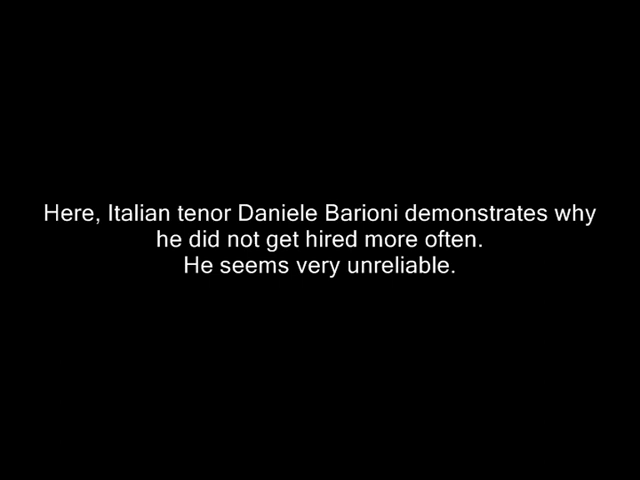 Here, Italian tenor Daniele Barioni demonstrates why
he did not get hired more often.
He seems very unreliable.